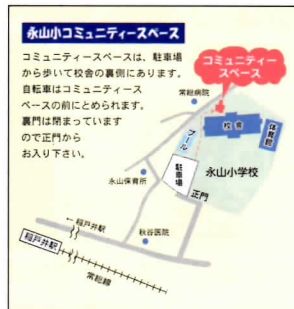 永山小コミュニティースペース
コミュニティースペースは、駐車場
から歩いて校舎の裏側にあります。
自転車はコミュニティース
ペースの前にとめられます。
裏門は閉まっています
ので正門から
お入り下さい。
コミュニティー
スペース
常総病院
プール
校舎
体育館
駐車場
永山小学校
正門
永山保育所
←稲戸井駅
秋谷医院
稲戸井駅
常総線